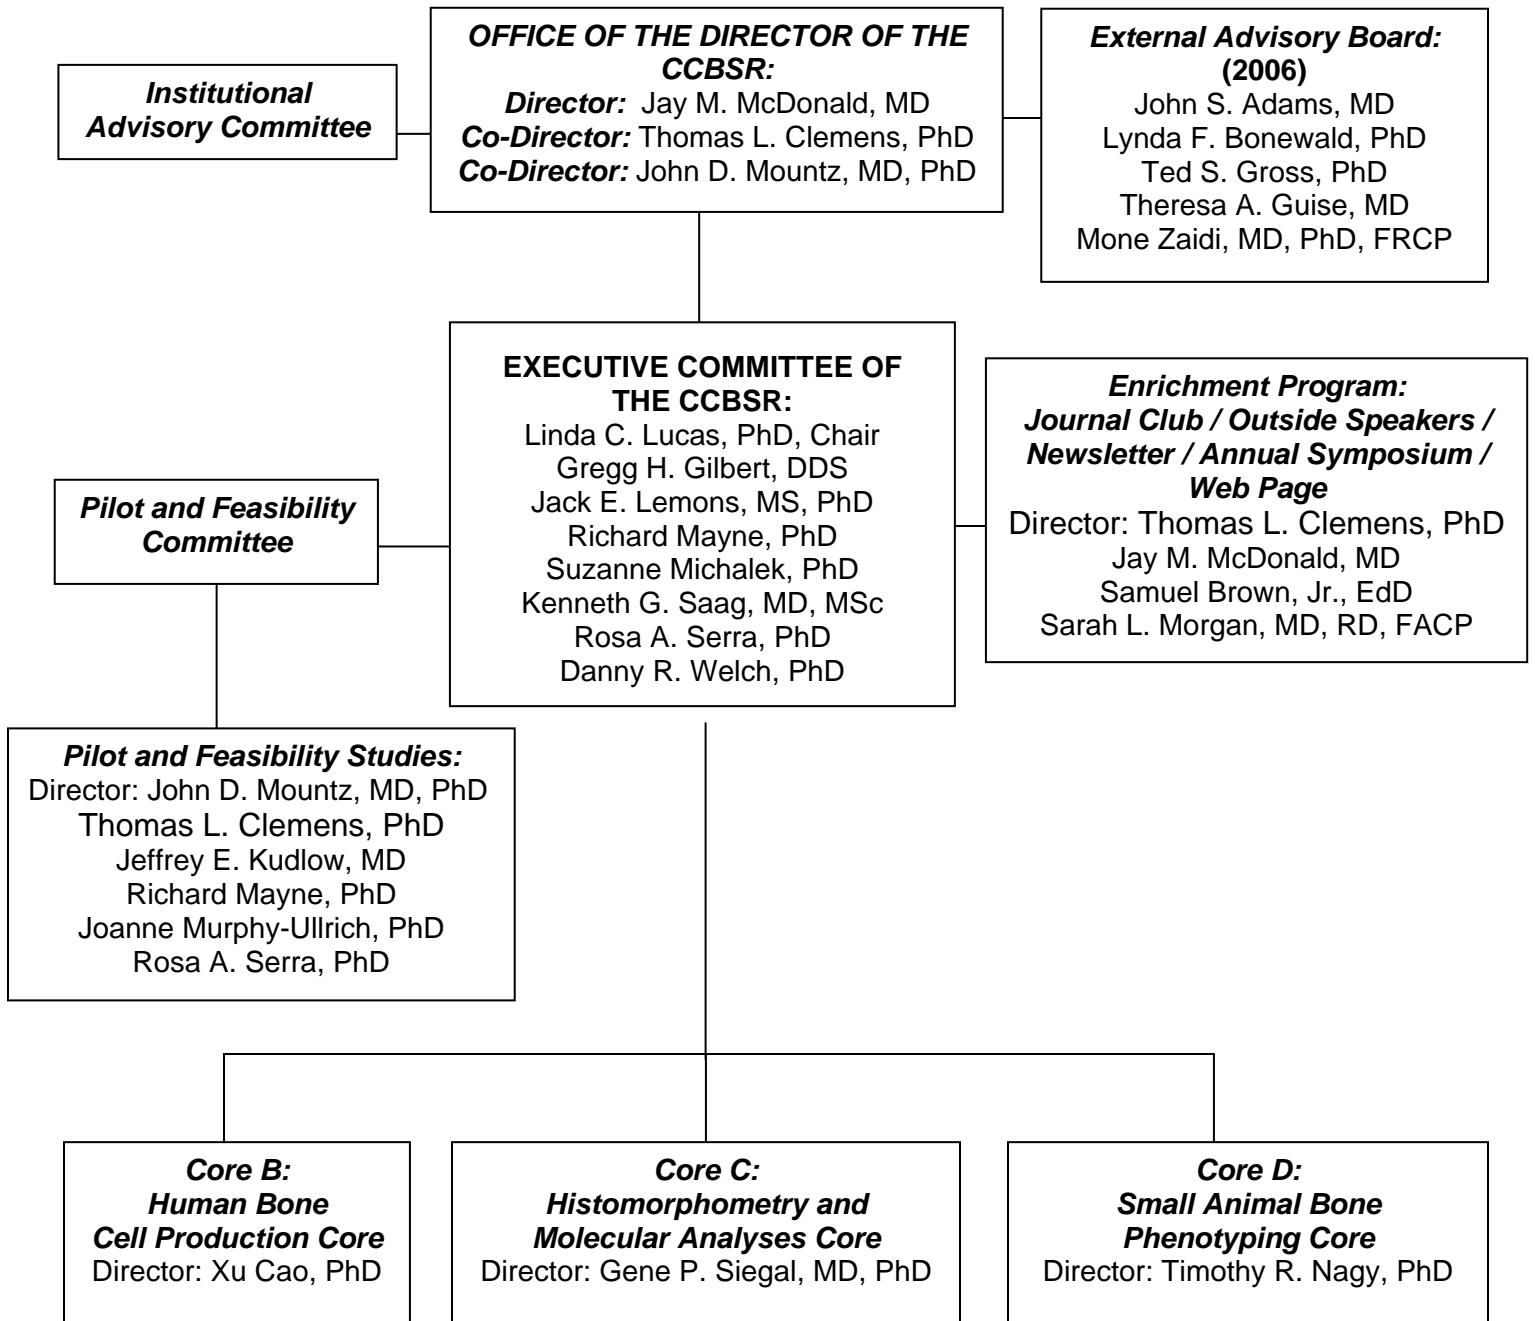 OFFICE OF THE DIRECTOR OF THE
CCBSR:
Director: Jay M. McDonald, MD
Co-Director: Thomas L. Clemens, PhD
Co-Director: John D. Mountz, MD, PhD
Institutional
Advisory Committee
External Advisory Board:
(2006)
John S. Adams, MD
Lynda F. Bonewald, PhD
Ted S. Gross, PhD
Theresa A. Guise, MD
Mone Zaidi, MD, PhD, FRCP
EXECUTIVE COMMITTEE OF
THE CCBSR:
Linda C. Lucas, PhD, Chair
Gregg H. Gilbert, DDS
Jack E. Lemons, MS, PhD
Richard Mayne, PhD
Suzanne Michalek, PhD
Kenneth G. Saag, MD, MSc
Rosa A. Serra, PhD
Danny R. Welch, PhD
Enrichment Program:
Journal Club / Outside Speakers /
Newsletter / Annual Symposium /
Web Page
Director: Thomas L. Clemens, PhD
Jay M. McDonald, MD
Samuel Brown, Jr., EdD
Sarah L. Morgan, MD, RD, FACP
Pilot and Feasibility
Committee
Pilot and Feasibility Studies:
Director: John D. Mountz, MD, PhD
Thomas L. Clemens, PhD
Jeffrey E. Kudlow, MD
Richard Mayne, PhD
Joanne Murphy-Ullrich, PhD
Rosa A. Serra, PhD
Core B:
Human Bone
Cell Production Core
Director: Xu Cao, PhD
Core C:
Histomorphometry and
Molecular Analyses Core
Director: Gene P. Siegal, MD, PhD
Core D:
Small Animal Bone
Phenotyping Core
Director: Timothy R. Nagy, PhD